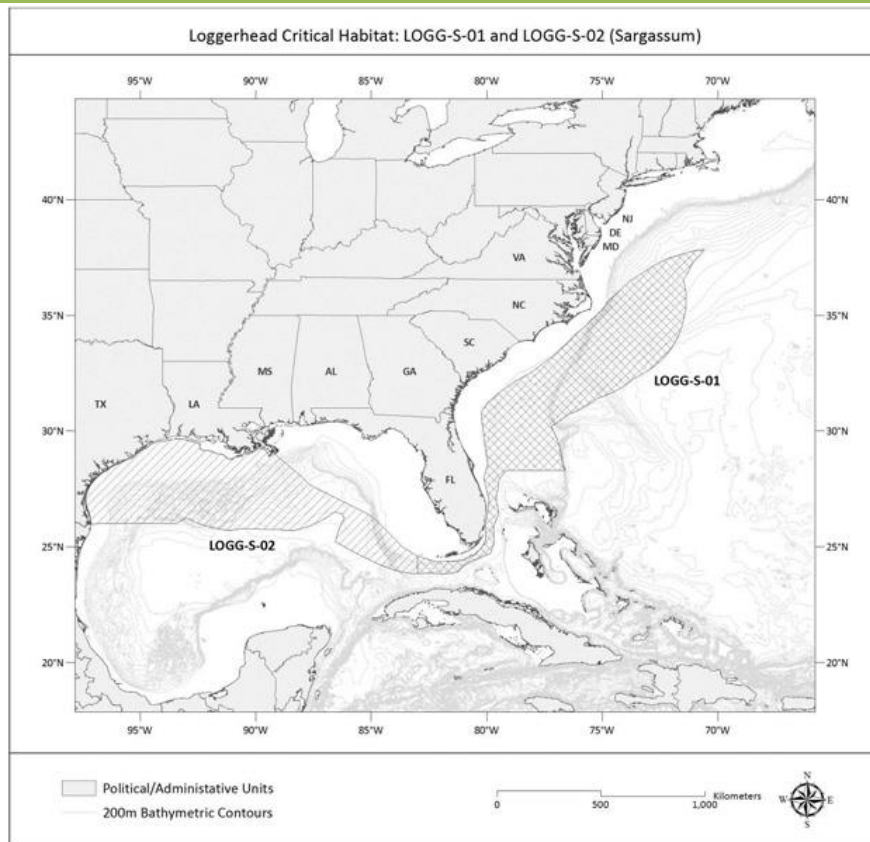 Loggerhead Critical Habitat: LOGG-S-01 and LOGG-S-02 (Sargassum)
95°W 90°W 85°W 80°W 75°W 70°W
40°N 40°N
NJ
DE
MD
VA
35°N NC 35°N
SC
MS AL GA LOGG-S-01
TX LA
30°N 30°N
FL
LOGG-S-02
25°N 25°N
20°N 20°N
95°W 90°W 85°W 80°W 75°W 70°W
Political/Administative Units
200m Bathymetric Contours
Kilometers
0 500 1,000
N
W E
S